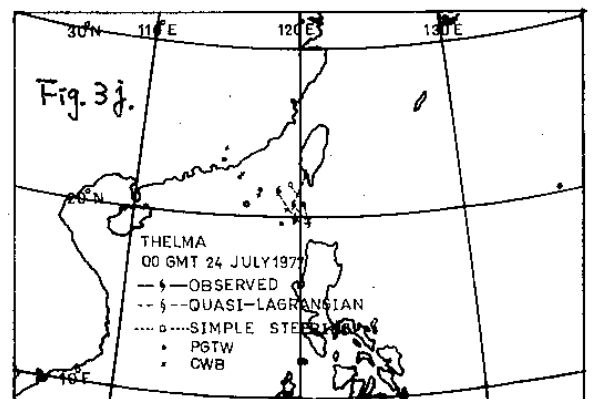 30°N 110°E 120°E 130°E
Fig. 3j.
20°N
THELMA
00 GMT 24 JULY 1977
OBSERVED
QUASI-LAGRANGIAN
SIMPLE STEERING
PGTW
CWB
10°E